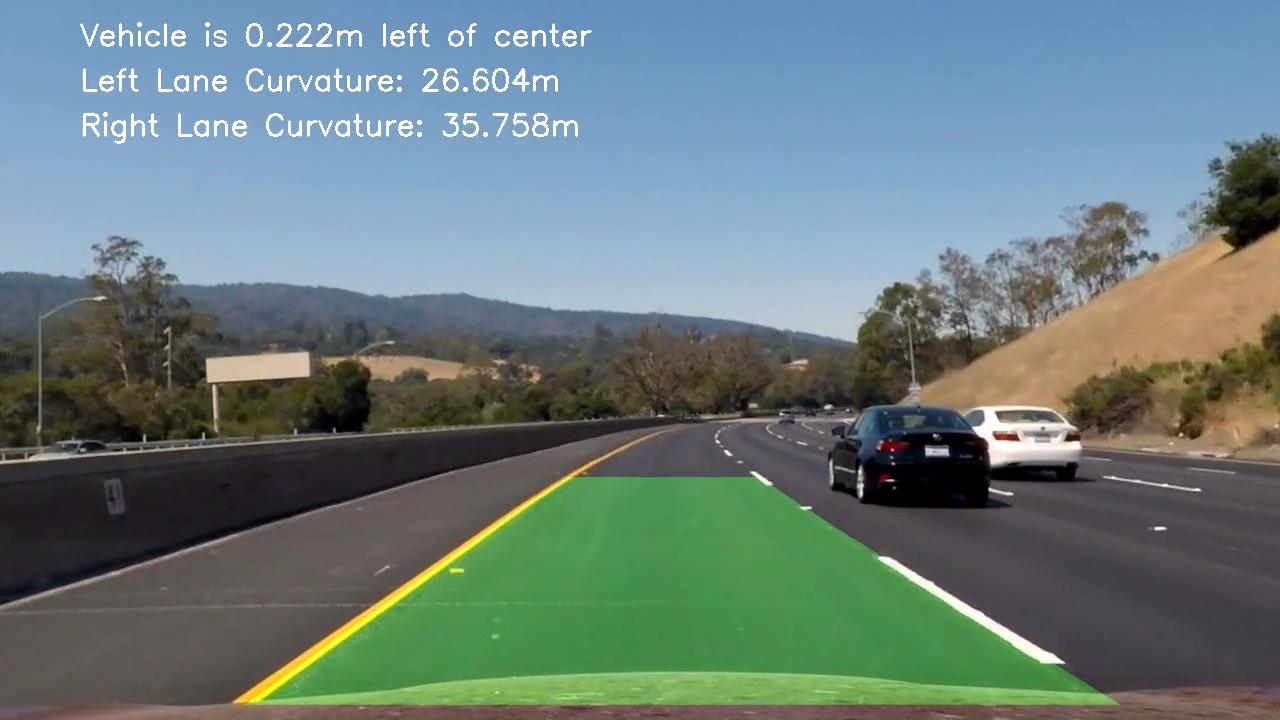 Vehicle is 0.222m left of center
Left Lane Curvature: 26.604m
Right Lane Curvature: 35.758m